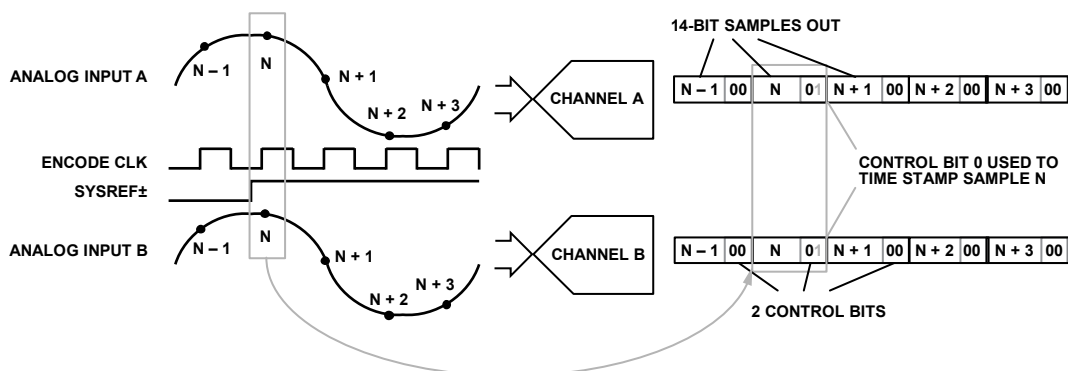 14-BIT SAMPLES OUT
ANALOG INPUT A
N – 1
N
N + 1
N + 2
N + 3
CHANNEL A
N – 1 00 N 01 N + 1 00 N + 2 00 N + 3 00
ENCODE CLK
SYSREF±
CONTROL BIT 0 USED TO
TIME STAMP SAMPLE N
ANALOG INPUT B
N – 1
N
N + 1
N + 2
N + 3
CHANNEL B
N – 1 00 N 01 N + 1 00 N + 2 00 N + 3 00
2 CONTROL BITS